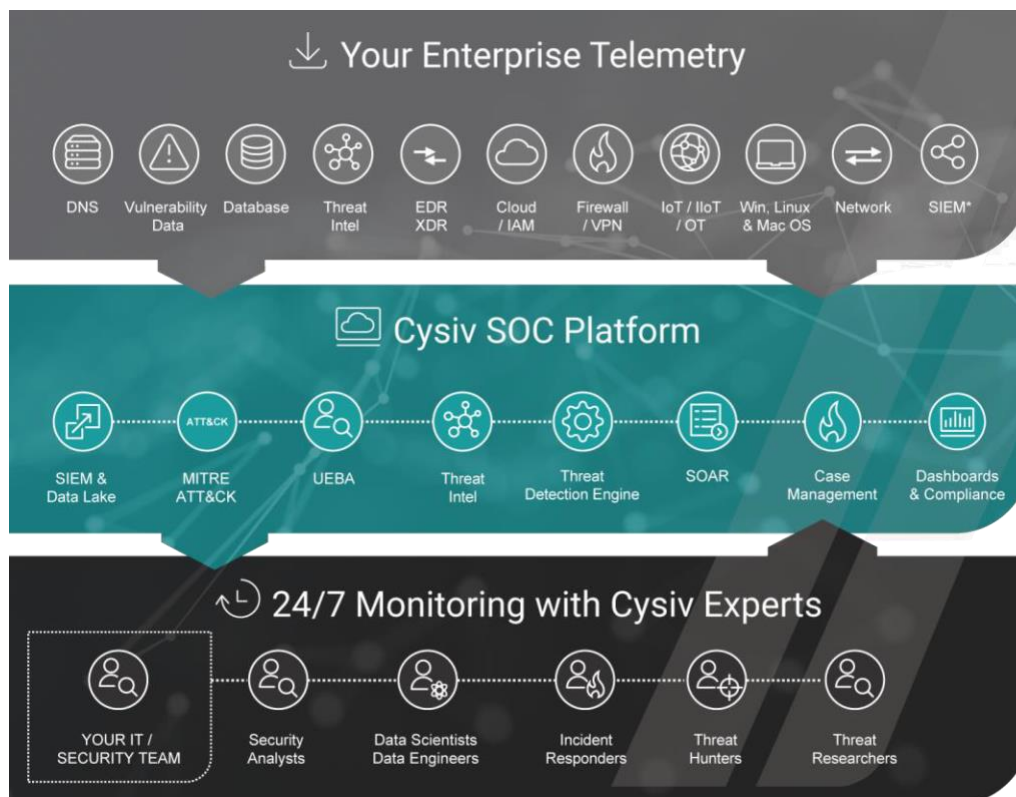 Your Enterprise Telemetry
DNS
Vulnerability
Data
Database
Threat
Intel
EDR
XDR
Cloud
/ IAM
Firewall
/ VPN
IoT / IIoT
/ OT
Win, Linux
& Mac OS
Network
SIEM*
Cysiv SOC Platform
ATT&CK
SIEM &
Data Lake
MITRE
ATT&CK
UEBA
Threat
Intel
Threat
Detection Engine
SOAR
Case
Management
Dashboards
& Compliance
24/7 Monitoring with Cysiv Experts
YOUR IT /
SECURITY TEAM
Security
Analysts
Data Scientists
Data Engineers
Incident
Responders
Threat
Hunters
Threat
Researchers